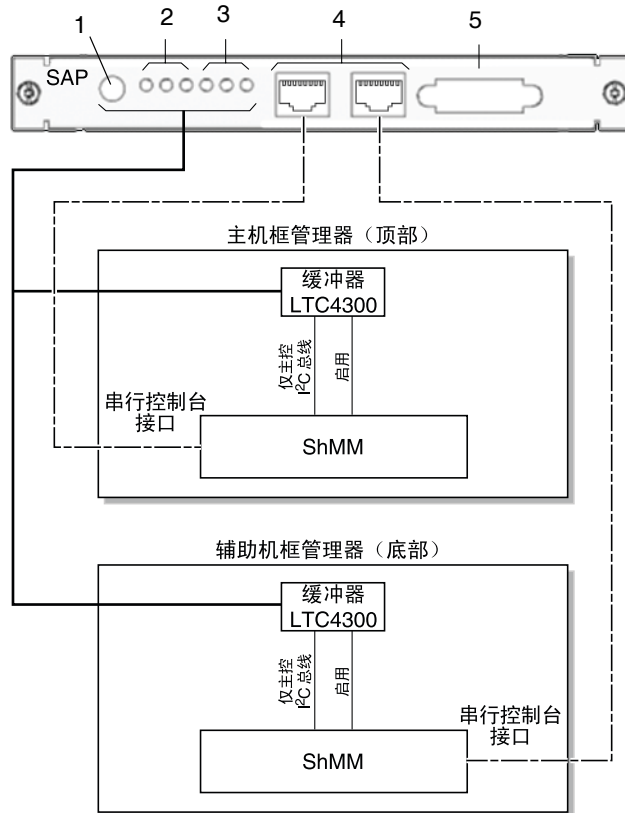 1
2
3
4
5
SAP
主机框管理器（顶部）
缓冲器
LTC4300
仅主控
I²C 总线
启用
串行控制台
接口
ShMM
辅助机框管理器（底部）
缓冲器
LTC4300
仅主控
I²C 总线
启用
串行控制台
接口
ShMM